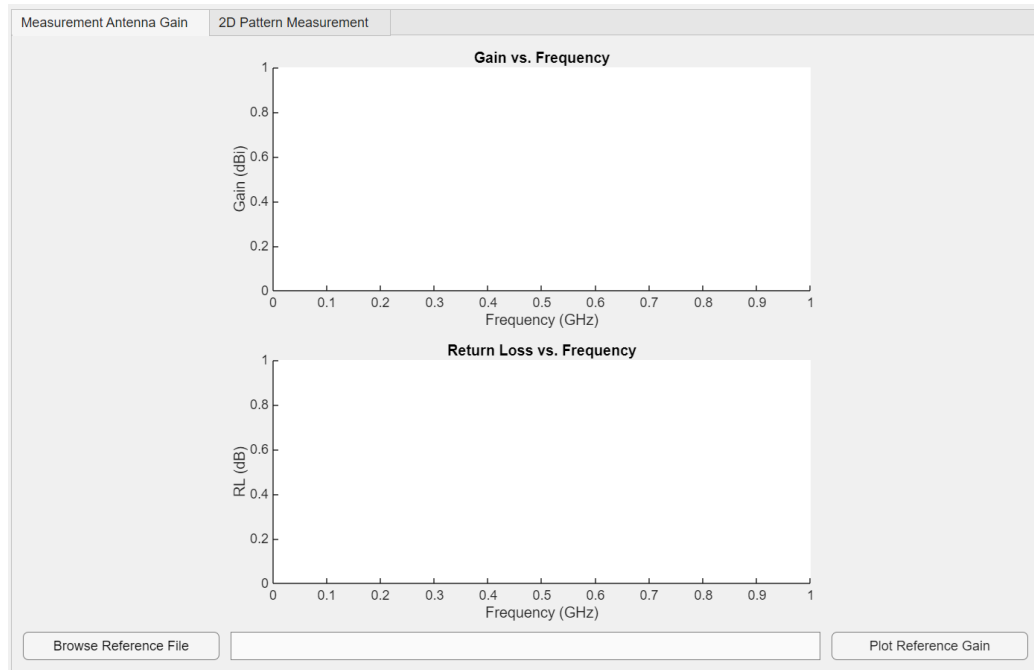 Measurement Antenna Gain 2D Pattern Measurement
Gain vs. Frequency
1
0.8
0.6
0.4
0.2
0
Gain (dBi)
0 0.1 0.2 0.3 0.4 0.5 0.6 0.7 0.8 0.9 1
Frequency (GHz)
Return Loss vs. Frequency
1
0.8
0.6
0.4
0.2
0
RL (dB)
0 0.1 0.2 0.3 0.4 0.5 0.6 0.7 0.8 0.9 1
Frequency (GHz)
Browse Reference File Plot Reference Gain